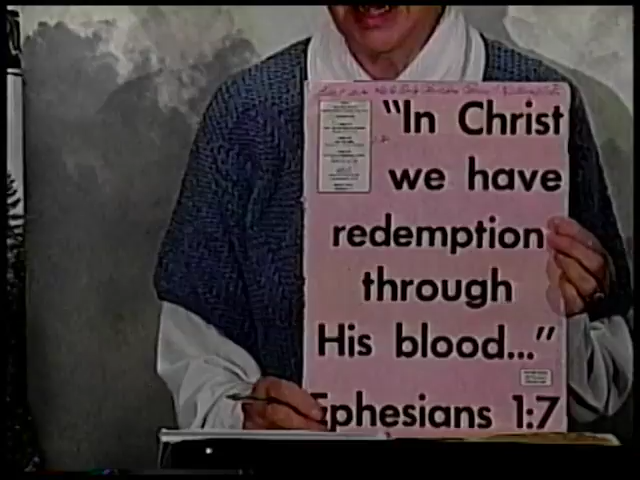 "In Christ
we have
redemption
through
His blood..."
Ephesians 1:7